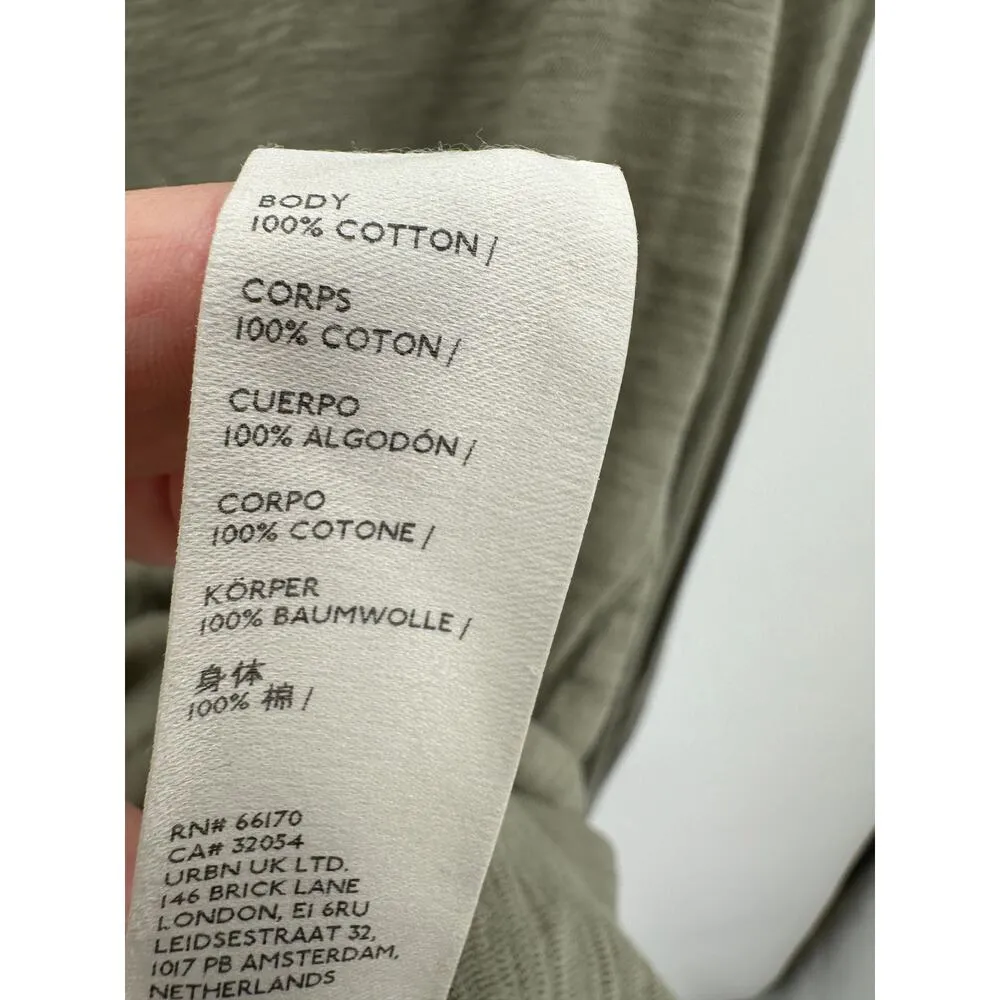 BODY
100% COTTON /
CORPS
100% COTON /
CUERPO
100% ALGODÓN /
CORPO
100% COTONE /
KÖRPER
100% BAUMWOLLE /
身体
100% 棉 /
RN# 66170
CA# 32054
URBN UK LTD.
146 BRICK LANE
LONDON, E1 6RU
LEIDSESTRAAT 32,
1017 PB AMSTERDAM,
NETHERLANDS